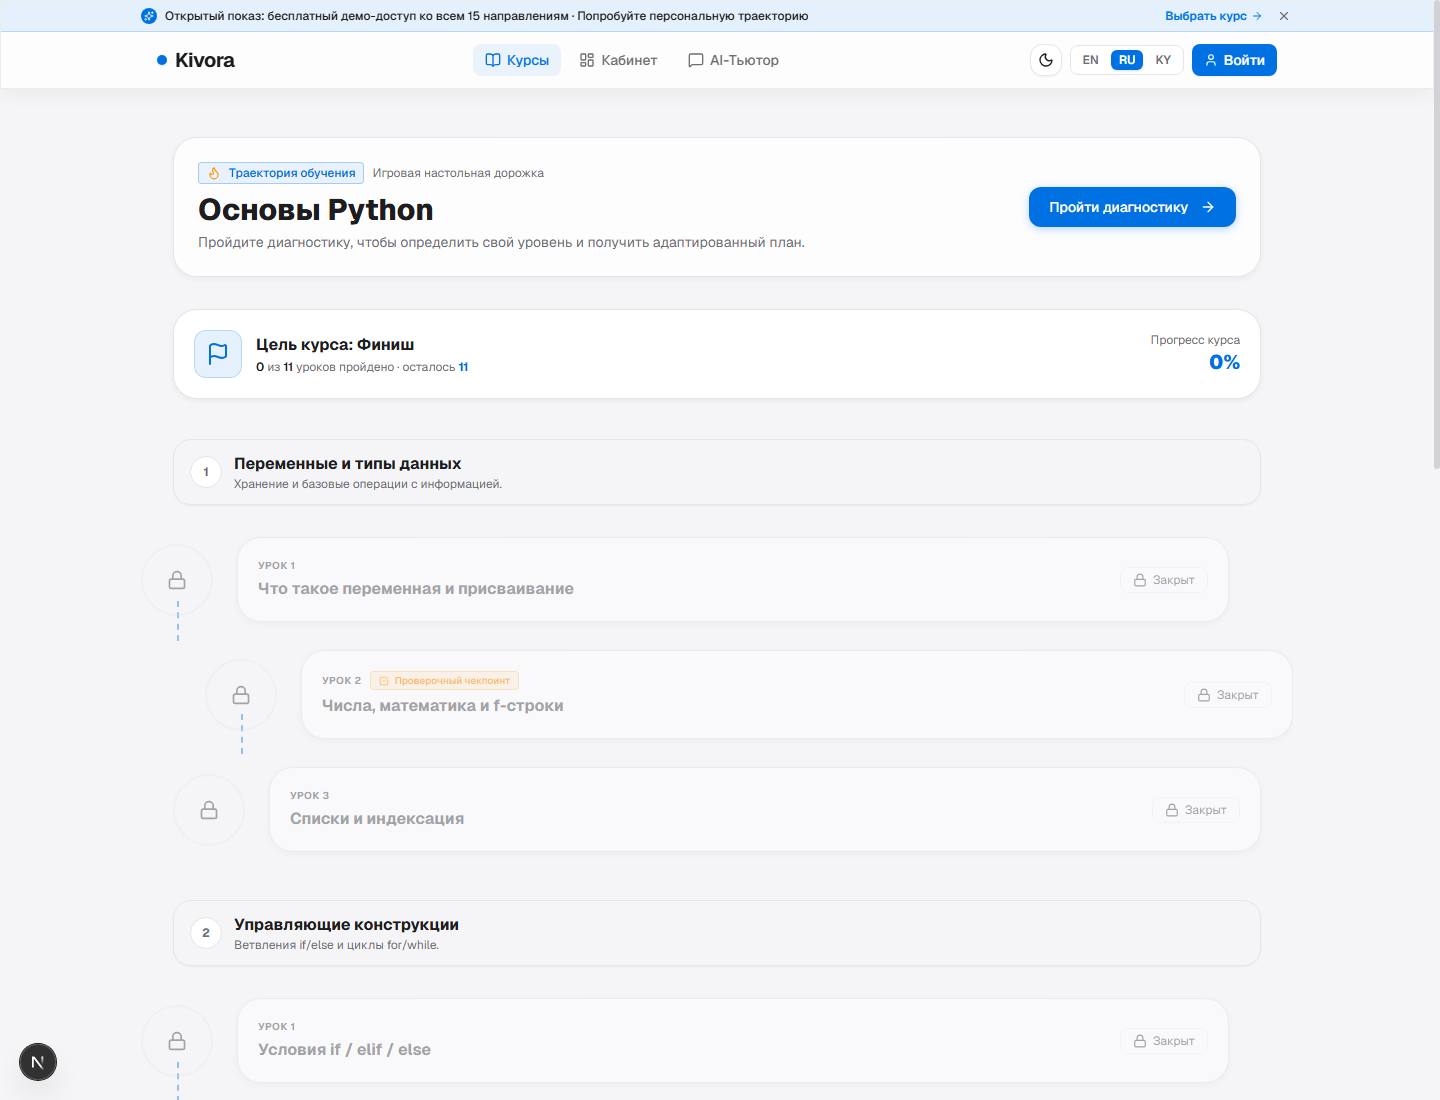 Открытый показ: бесплатный демо-доступ ко всем 15 направлениям · Попробуйте персональную траекторию
Выбрать курс →
Kivora
Курсы
Кабинет
AI-Тьютор
EN
RU
KY
Войти
Траектория обучения
Игровая настольная дорожка
Основы Python
Пройдите диагностику, чтобы определить свой уровень и получить адаптированный план.
Пройти диагностику →
Цель курса: Финиш
0 из 11 уроков пройдено · осталось 11
Прогресс курса
0%
1
Переменные и типы данных
Хранение и базовые операции с информацией.
УРОК 1
Что такое переменная и присваивание
Закрыт
УРОК 2
Проверочный чекпоинт
Числа, математика и f-строки
Закрыт
УРОК 3
Списки и индексация
Закрыт
2
Управляющие конструкции
Ветвления if/else и циклы for/while.
УРОК 1
Условия if / elif / else
Закрыт
N